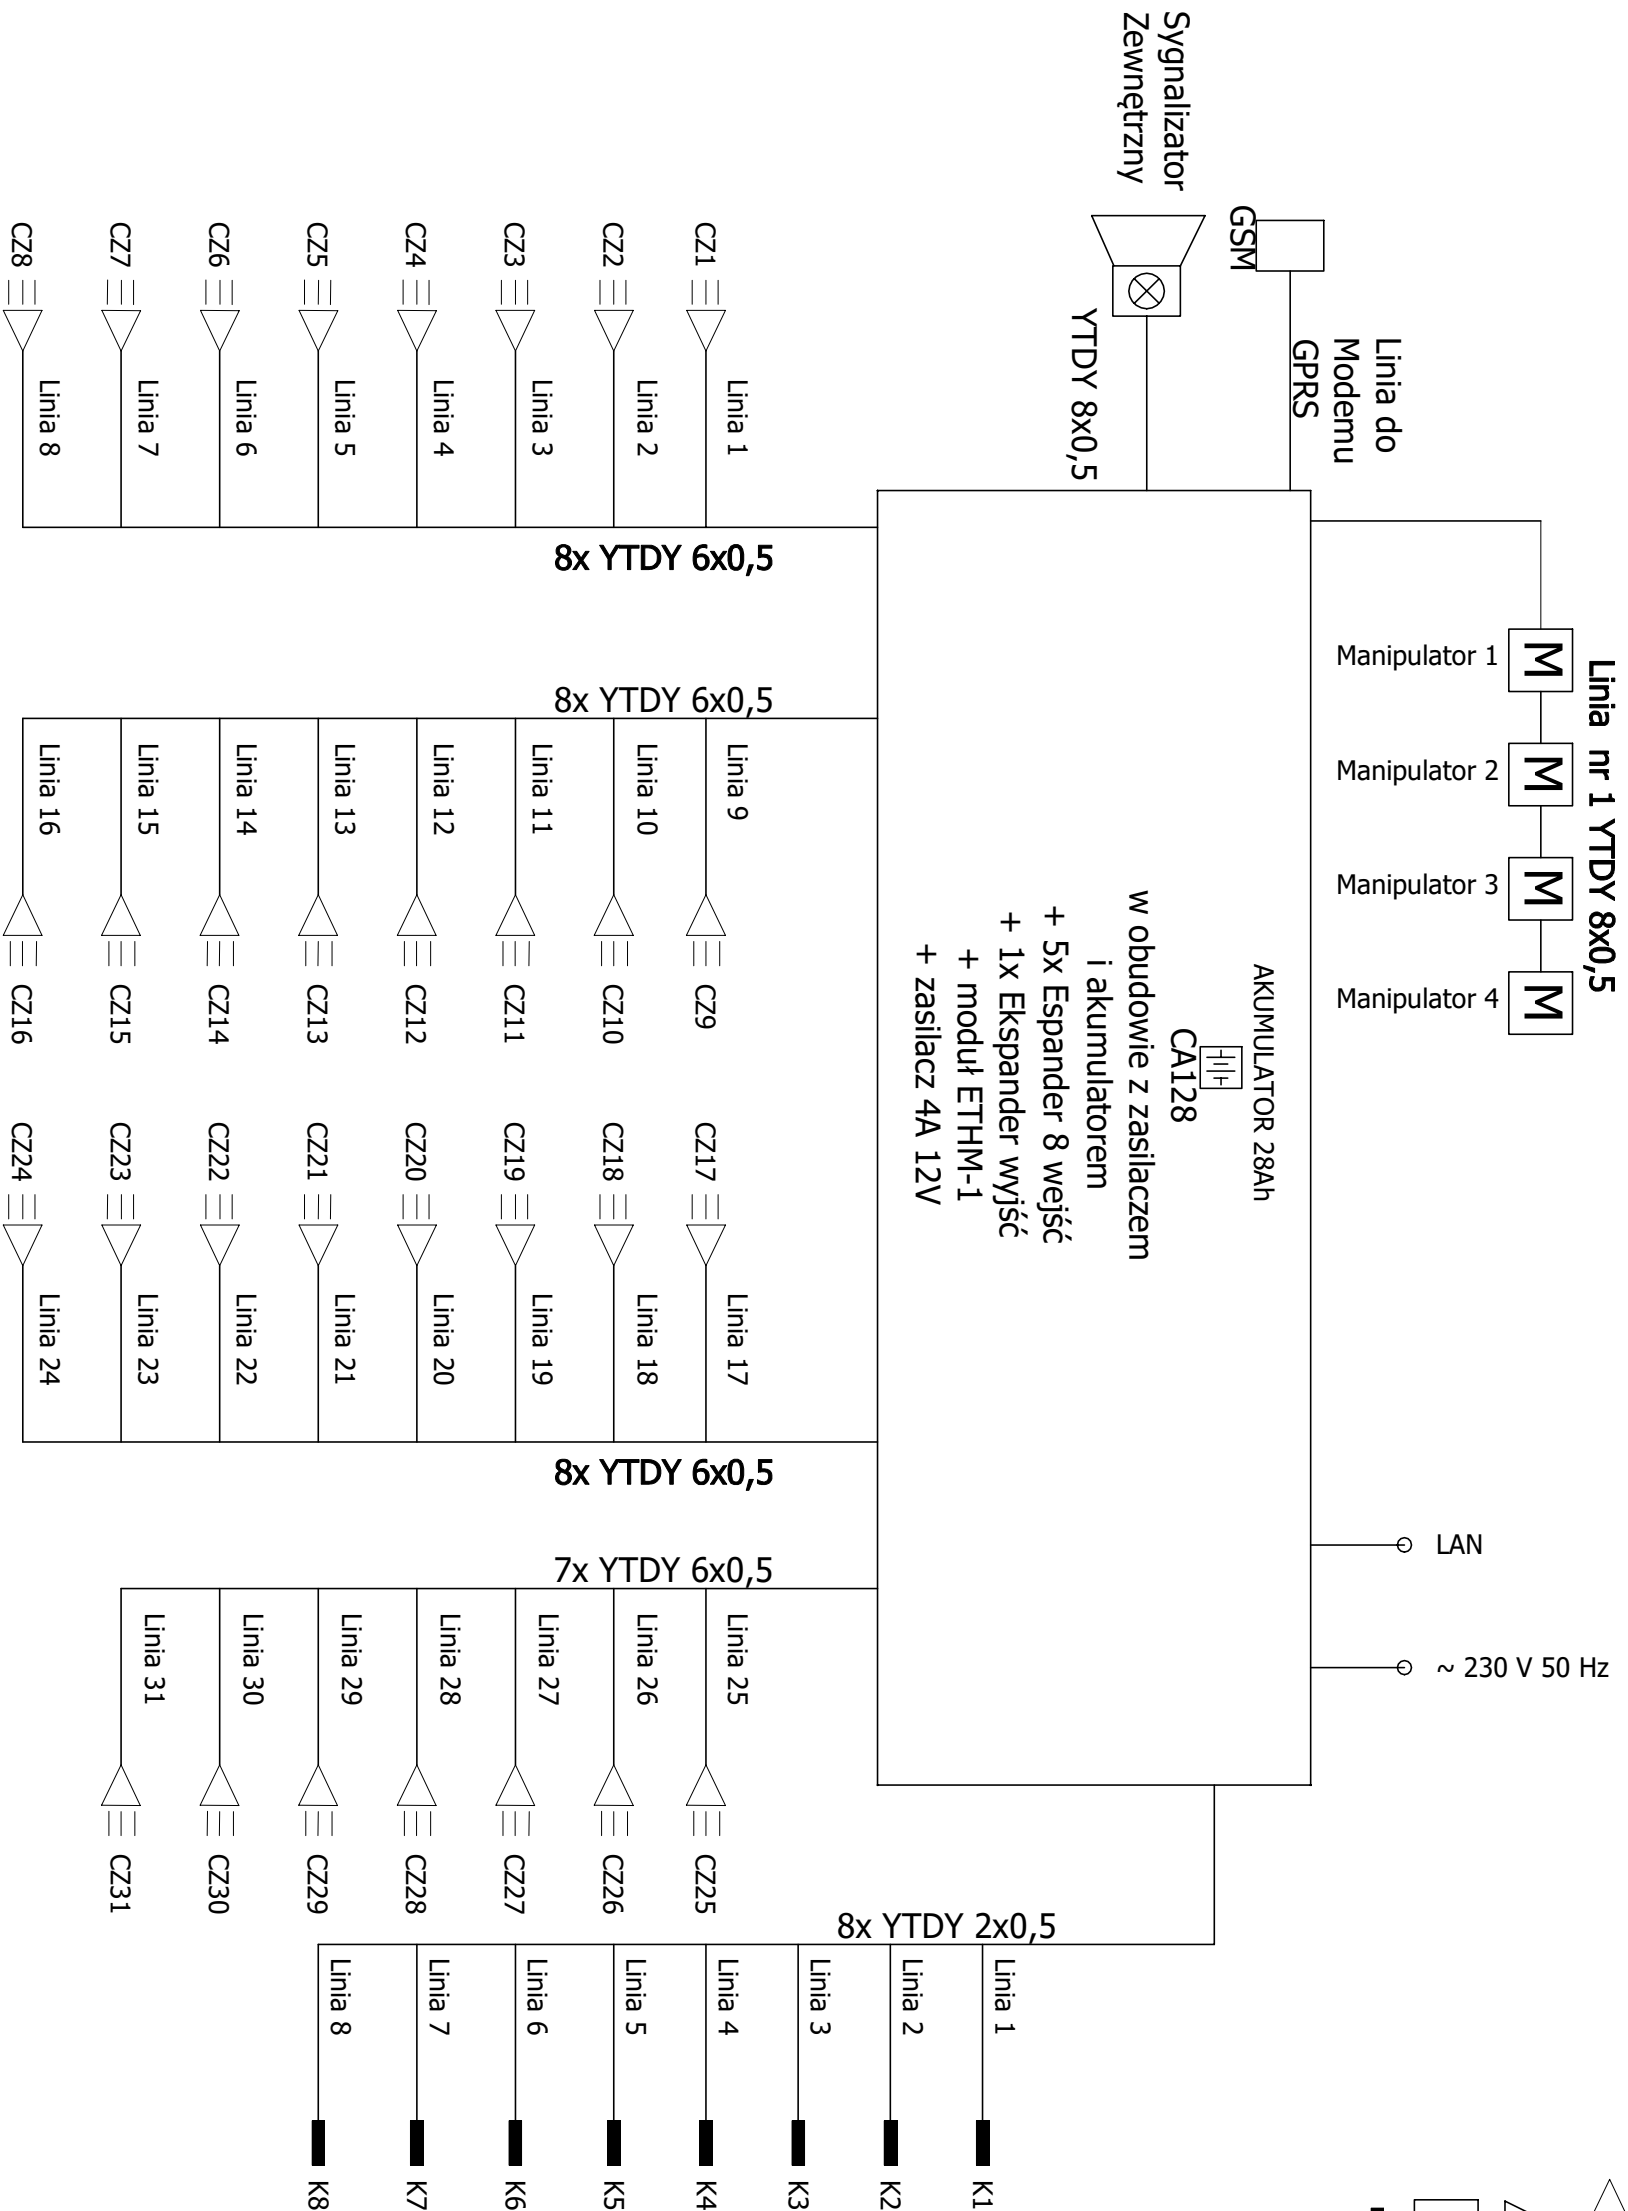 Linia nr 1 YTDY 8x0,5
M
M
M
M
Manipulator 1
Manipulator 2
Manipulator 3
Manipulator 4
LAN
~ 230 V 50 Hz
Linia do
Modemu
GPRS
GSM
Sygnalizator
Zewnętrzny
YTDY 8x0,5
AKUMULATOR 28Ah
CA128
w obudowie z zasilaczem
i akumulatorem
+ 5x Espander 8 wejść
+ 1x Ekspander wyjść
+ moduł ETHM-1
+ zasilacz 4A 12V
8x YTDY 6x0,5
CZ1 Linia 1
CZ2 Linia 2
CZ3 Linia 3
CZ4 Linia 4
CZ5 Linia 5
CZ6 Linia 6
CZ7 Linia 7
CZ8 Linia 8
8x YTDY 6x0,5
Linia 9 CZ9
Linia 10 CZ10
Linia 11 CZ11
Linia 12 CZ12
Linia 13 CZ13
Linia 14 CZ14
Linia 15 CZ15
Linia 16 CZ16
8x YTDY 6x0,5
CZ17 Linia 17
CZ18 Linia 18
CZ19 Linia 19
CZ20 Linia 20
CZ21 Linia 21
CZ22 Linia 22
CZ23 Linia 23
CZ24 Linia 24
7x YTDY 6x0,5
Linia 25 CZ25
Linia 26 CZ26
Linia 27 CZ27
Linia 28 CZ28
Linia 29 CZ29
Linia 30 CZ30
Linia 31 CZ31
8x YTDY 2x0,5
Linia 1 K1
Linia 2 K2
Linia 3 K3
Linia 4 K4
Linia 5 K5
Linia 6 K6
Linia 7 K7
Linia 8 K8